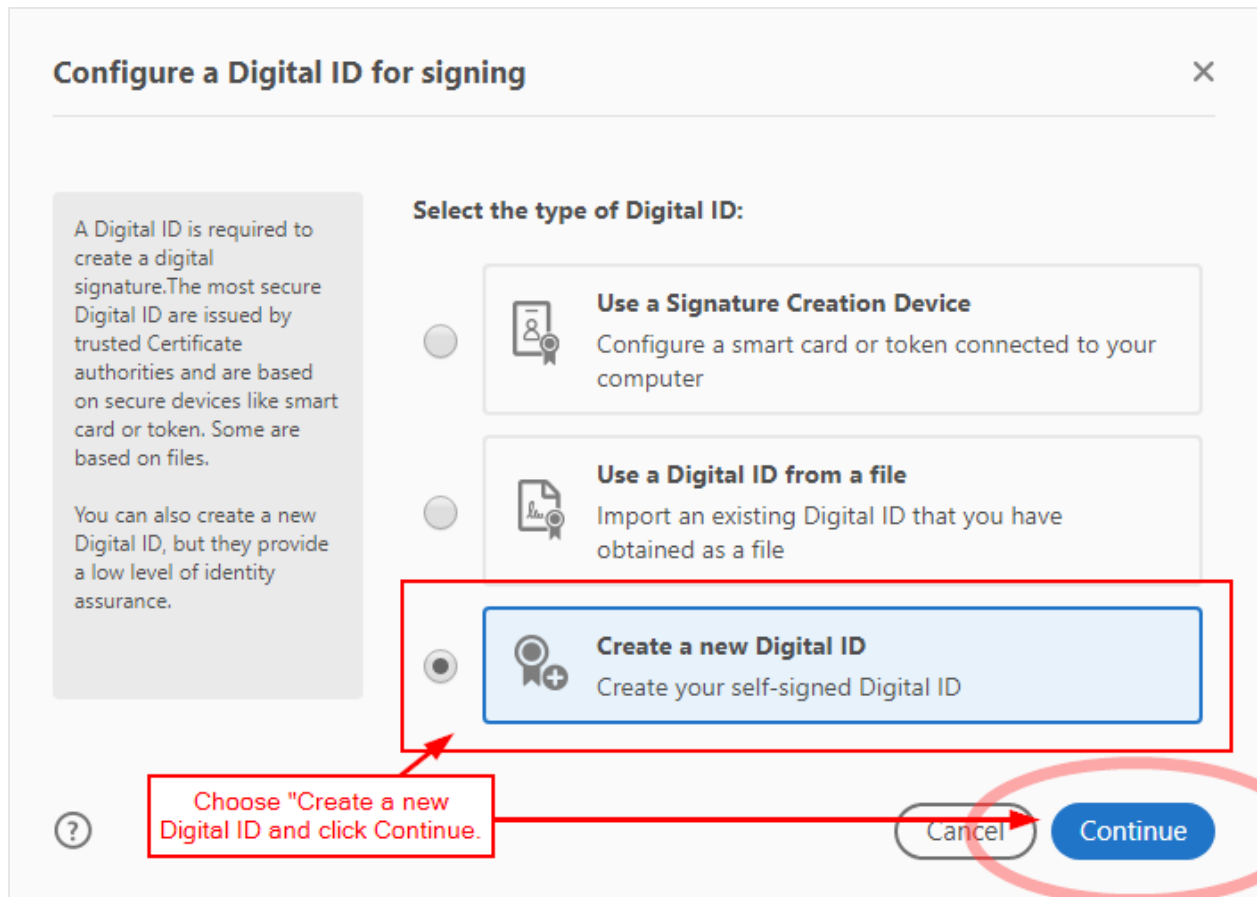 Configure a Digital ID for signing
A Digital ID is required to
create a digital
signature.The most secure
Digital ID are issued by
trusted Certificate
authorities and are based
on secure devices like smart
card or token. Some are
based on files.
You can also create a new
Digital ID, but they provide
a low level of identity
assurance.
Select the type of Digital ID:
Use a Signature Creation Device
Configure a smart card or token connected to your
computer
Use a Digital ID from a file
Import an existing Digital ID that you have
obtained as a file
Create a new Digital ID
Create your self-signed Digital ID
Choose "Create a new
Digital ID and click Continue.
?
Cancel
Continue